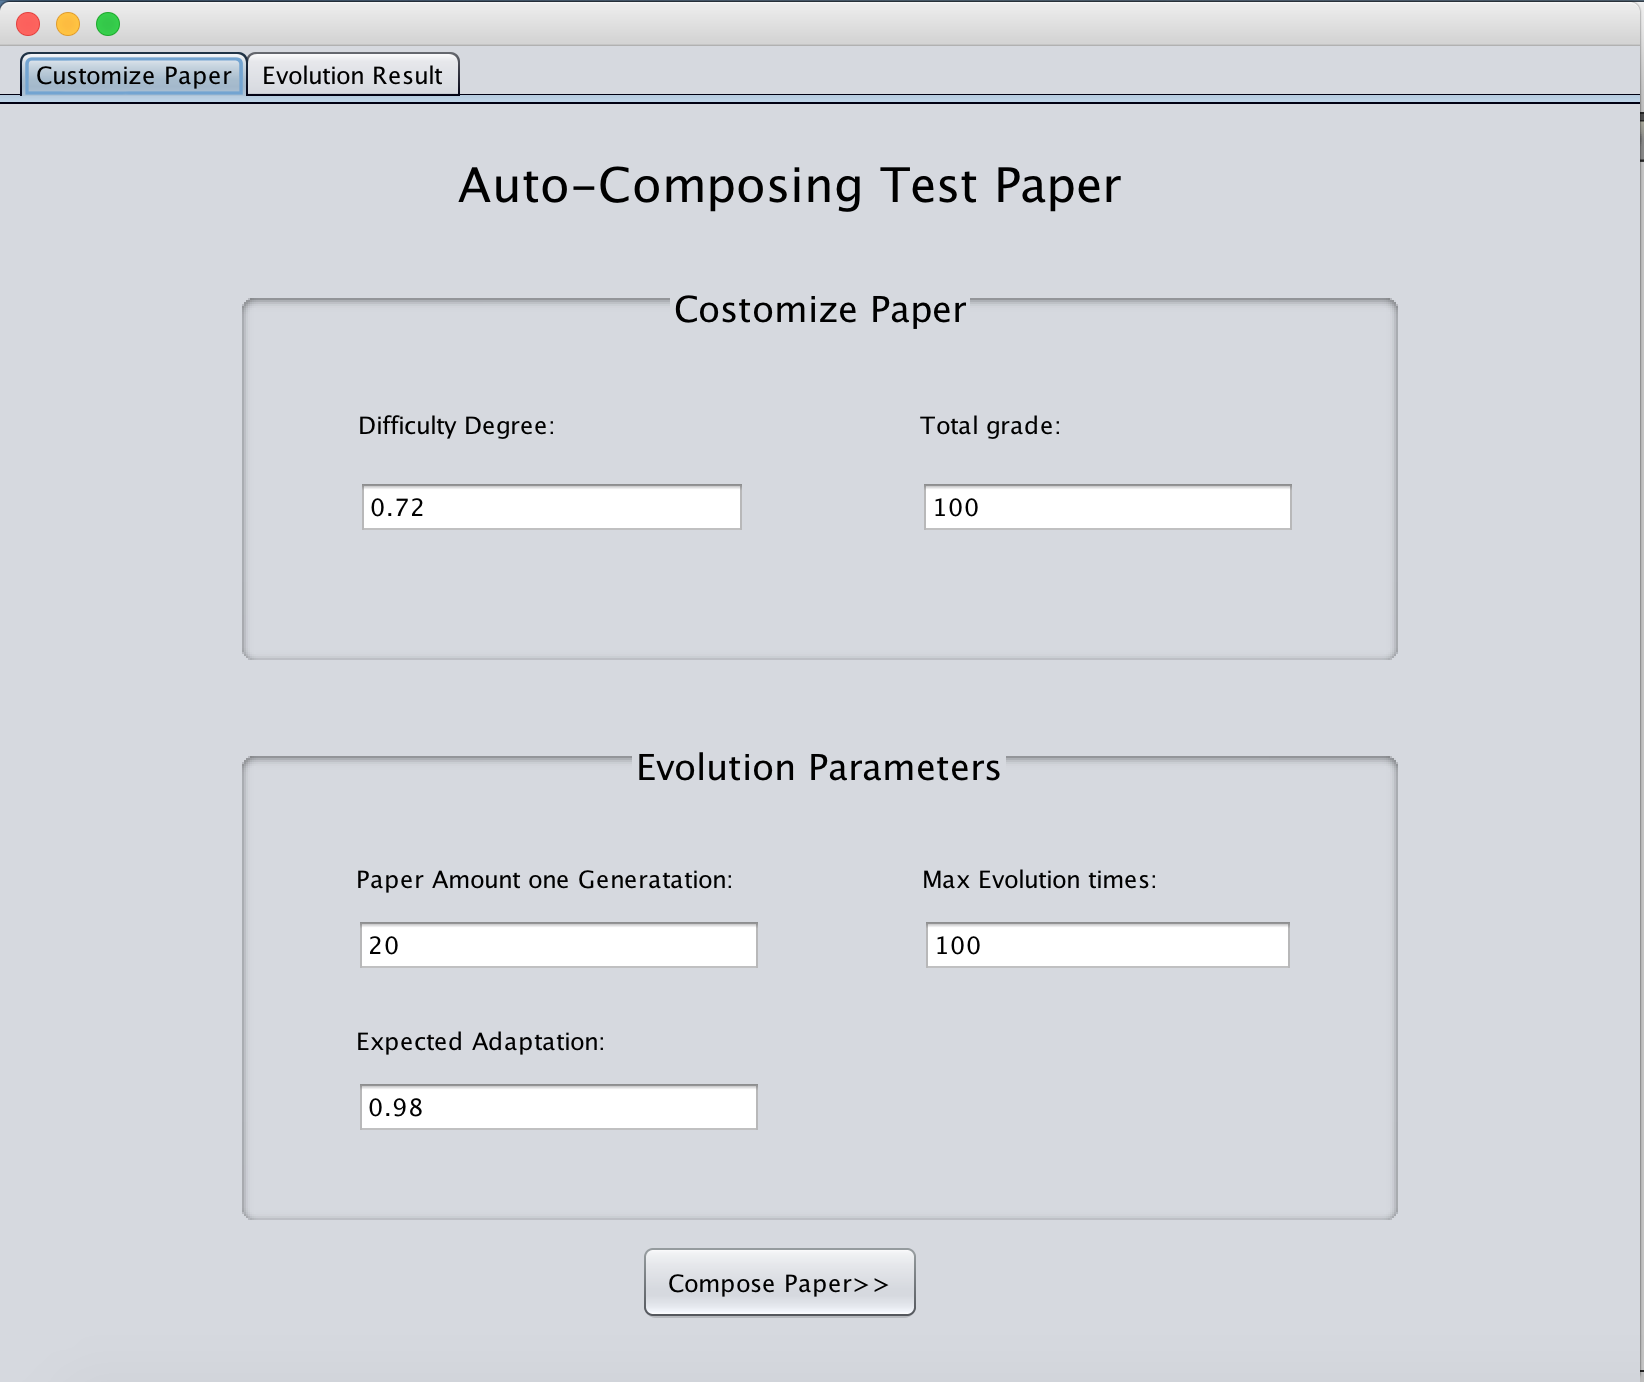 Customize Paper Evolution Result
Auto-Composing Test Paper
Costomize Paper
Difficulty Degree: Total grade:
0.72 100
Evolution Parameters
Paper Amount one Generatation: Max Evolution times:
20 100
Expected Adaptation:
0.98
Compose Paper>>